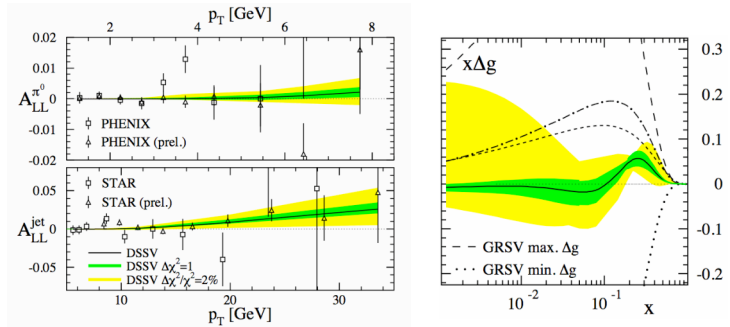 p_T [GeV]
2 4 6 8
0.02
0.01
0
-0.01
-0.02
A_LL^π⁰
PHENIX
PHENIX (prel.)
0.05
0
-0.05
A_LL^jet
STAR
STAR (prel.)
DSSV
DSSV Δχ²=1
DSSV Δχ²/χ²=2%
10 20 30
p_T [GeV]
xΔg
0.3
0.2
0.1
0
-0.1
-0.2
GRSV max. Δg
GRSV min. Δg
10⁻² 10⁻¹ x